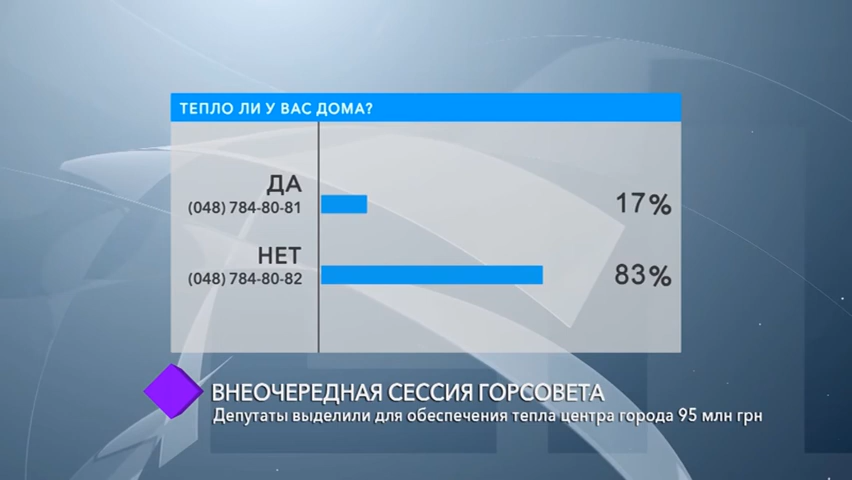 ТЕПЛО ЛИ У ВАС ДОМА?
ДА
(048) 784-80-81
17%
НЕТ
(048) 784-80-82
83%
ВНЕОЧЕРЕДНАЯ СЕССИЯ ГОРСОВЕТА
Депутаты выделили для обеспечения тепла центра города 95 млн грн